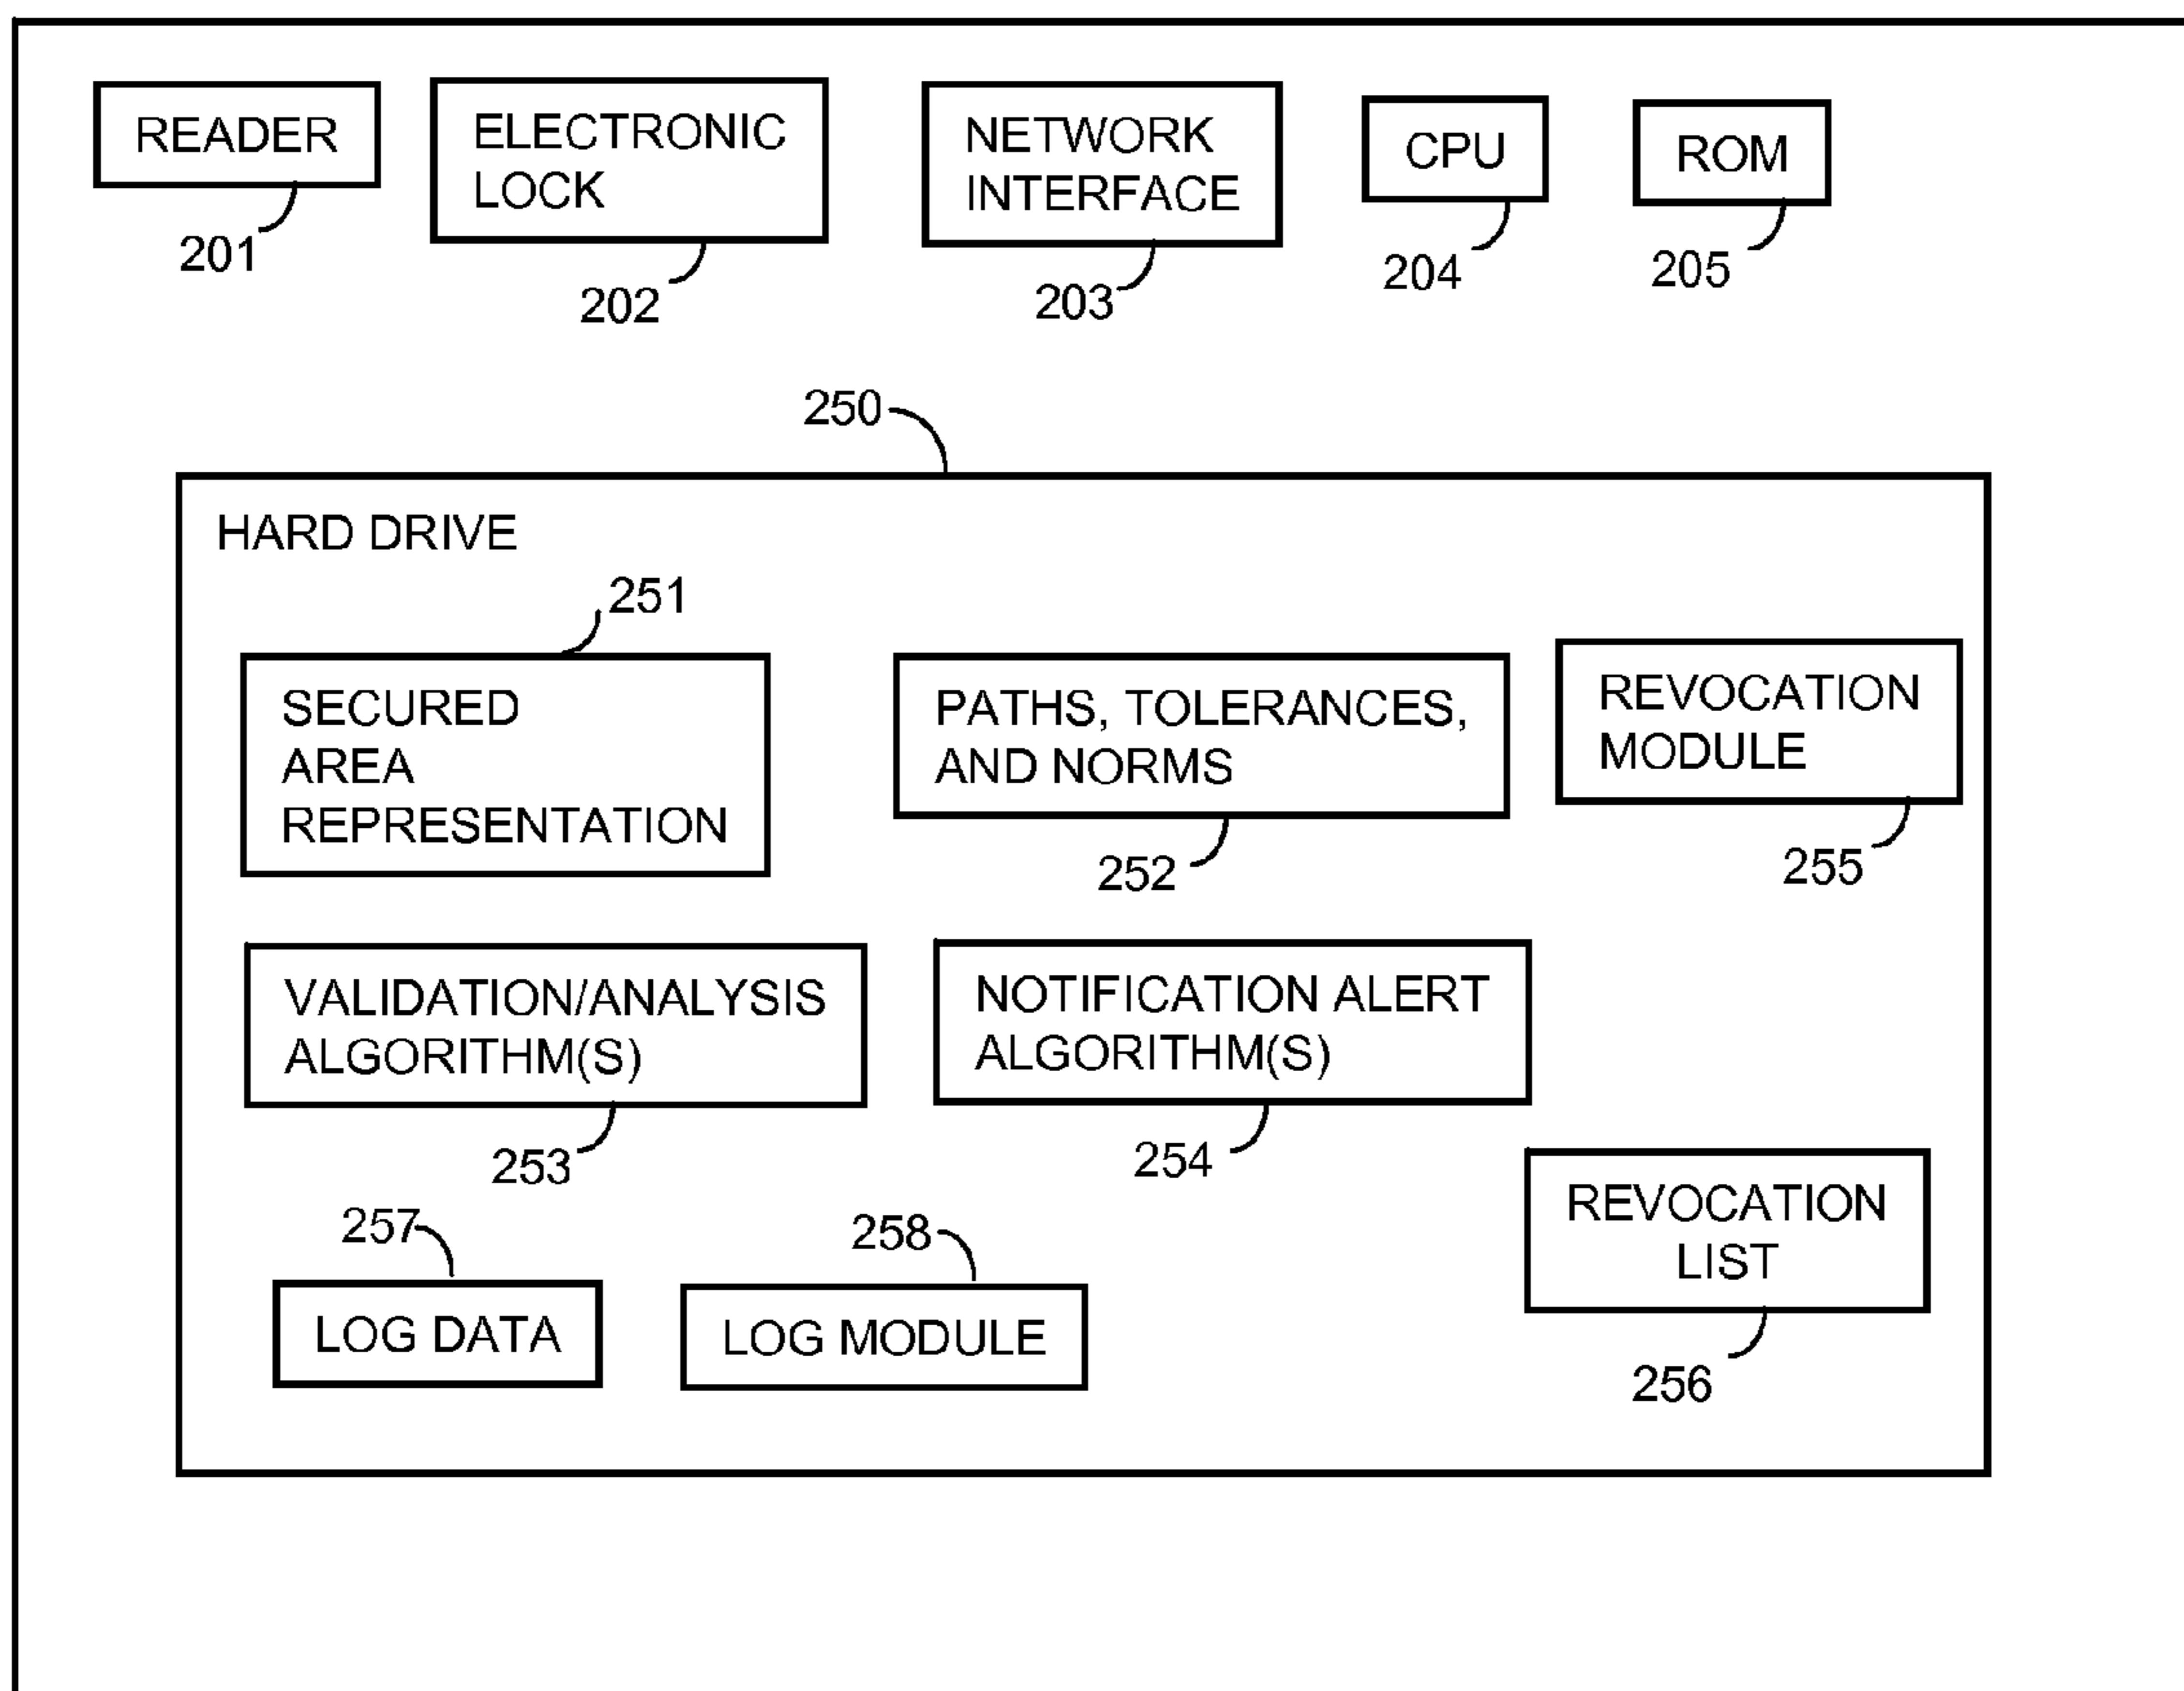 READER
201
ELECTRONIC
LOCK
202
NETWORK
INTERFACE
203
CPU
204
ROM
205
250
HARD DRIVE
251
SECURED
AREA
REPRESENTATION
PATHS, TOLERANCES,
AND NORMS
252
REVOCATION
MODULE
255
VALIDATION/ANALYSIS
ALGORITHM(S)
253
NOTIFICATION ALERT
ALGORITHM(S)
254
REVOCATION
LIST
256
257
LOG DATA
258
LOG MODULE